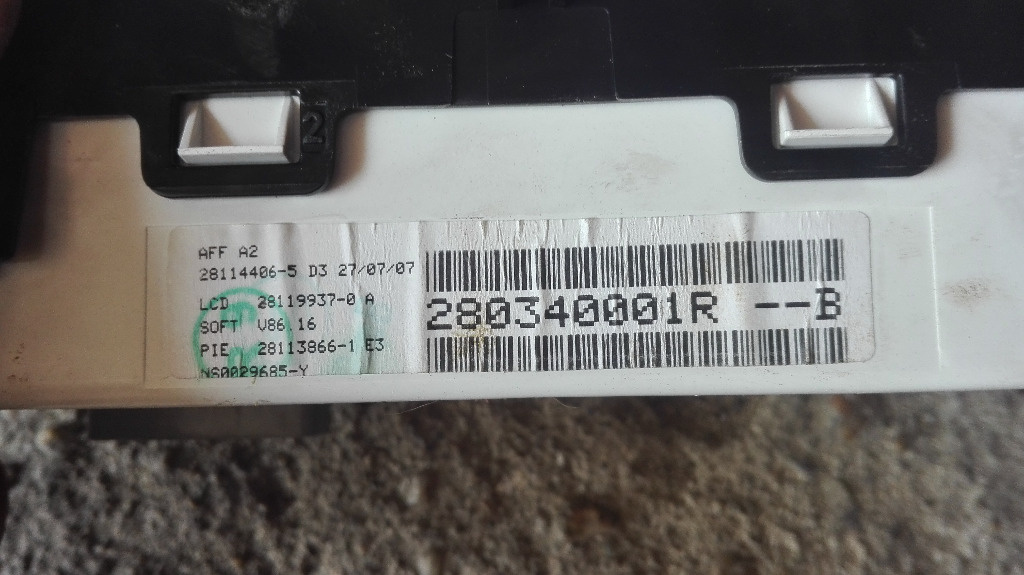 2
AFF A2
28114406-5 D3 27/07/07
LCD 28119937-0 A
SOFT V86.16
PIE 28113866-1 E3
NS0029685-Y
280340001R --B